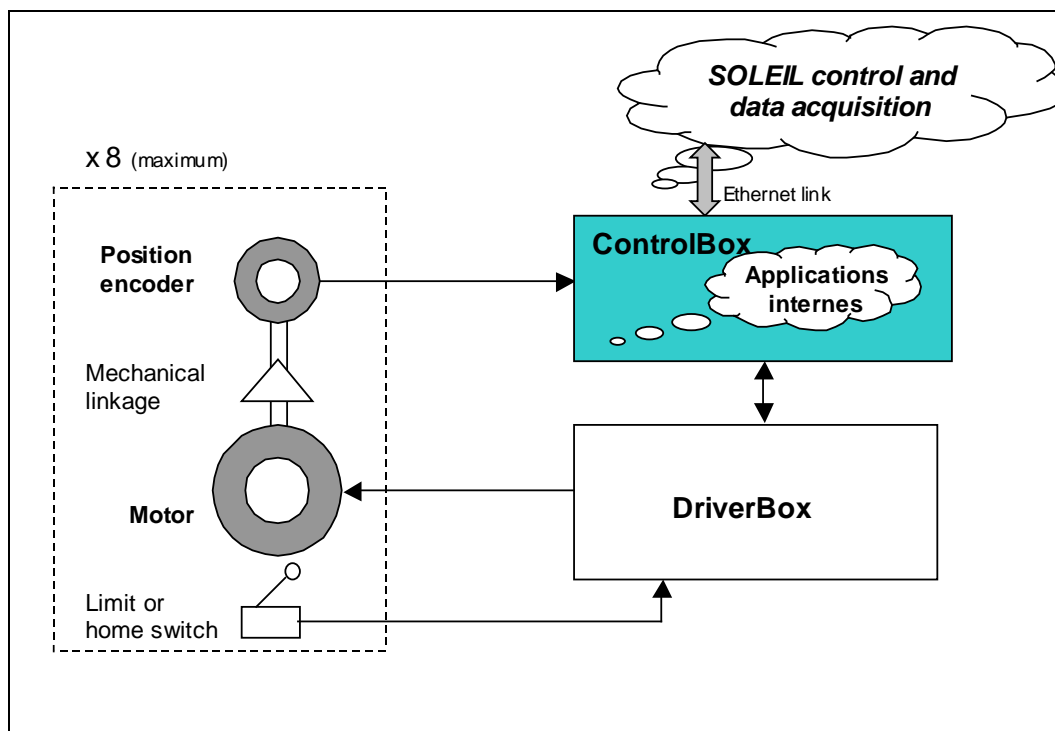 SOLEIL control and
data acquisition
x 8 (maximum)
Ethernet link
Position
encoder
ControlBox
Applications
internes
Mechanical
linkage
Motor
DriverBox
Limit or
home switch